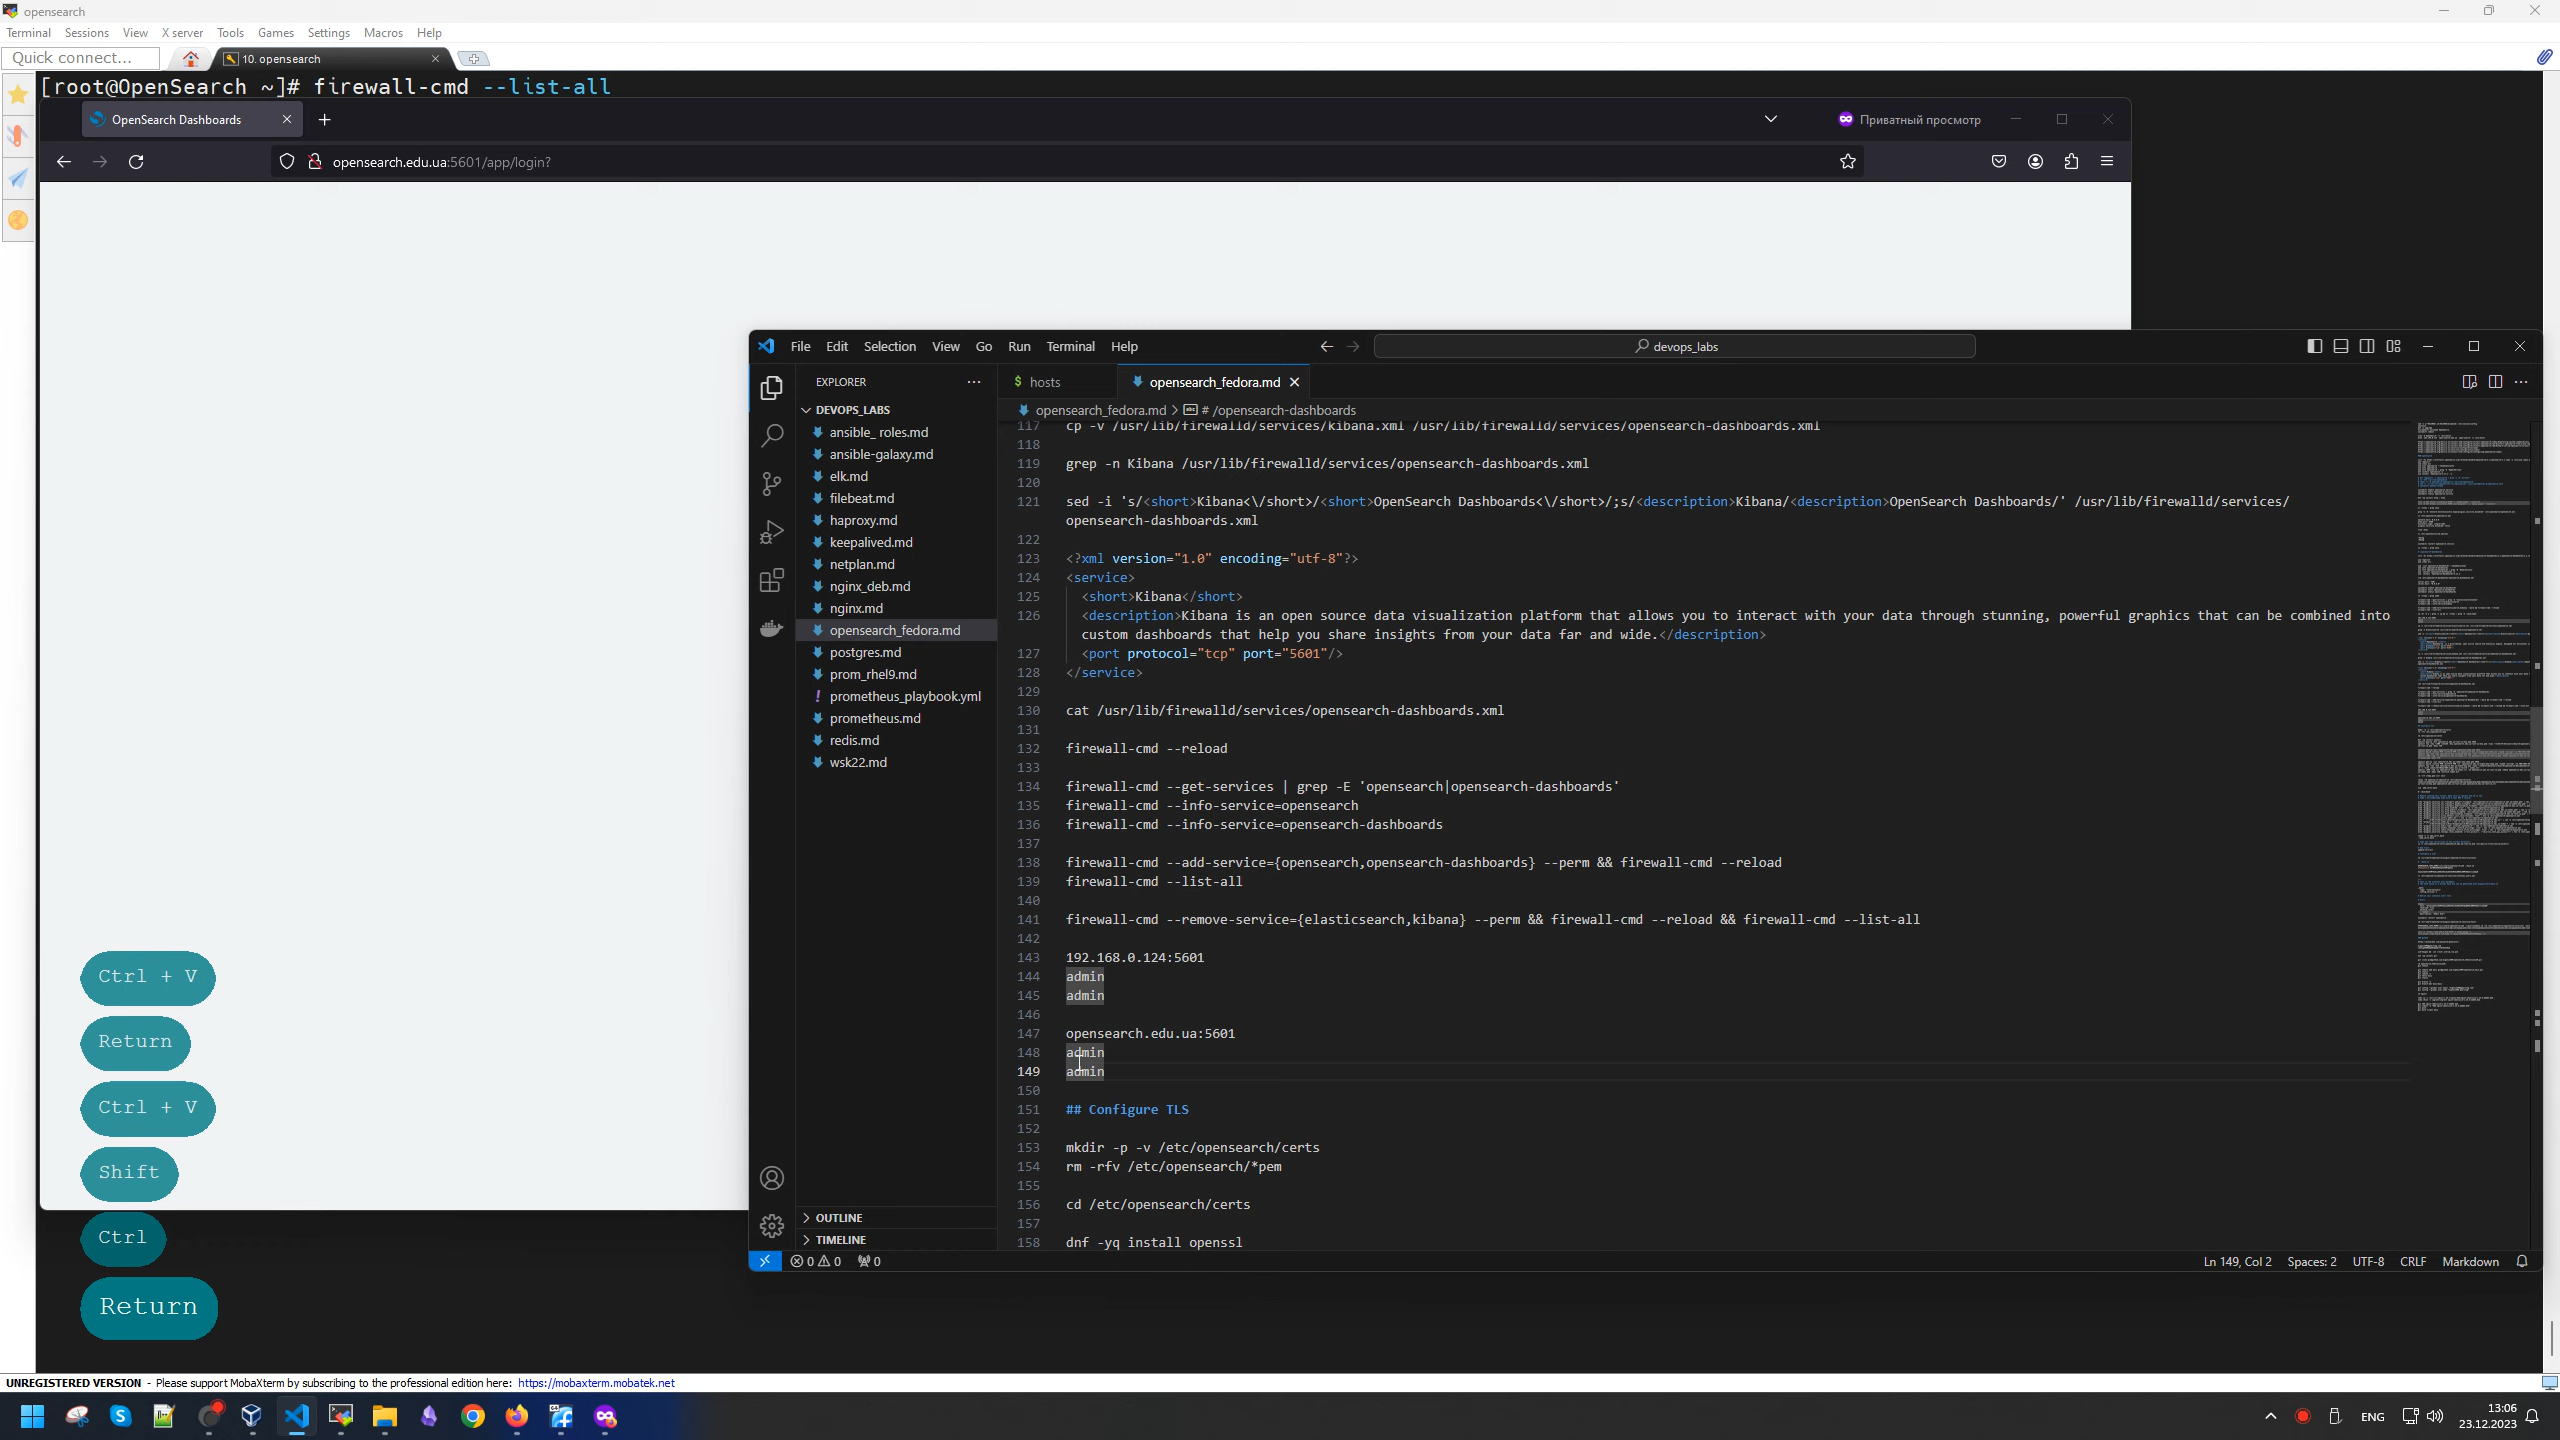 opensearch
Terminal Sessions View X server Tools Games Settings Macros Help
Quick connect...
10. opensearch
[root@OpenSearch ~]# firewall-cmd --list-all
OpenSearch Dashboards
Приватный просмотр
opensearch.edu.ua:5601/app/login?
File Edit Selection View Go Run Terminal Help
devops_labs
EXPLORER
DEVOPS_LABS
ansible_ roles.md
ansible-galaxy.md
elk.md
filebeat.md
haproxy.md
keepalived.md
netplan.md
nginx_deb.md
nginx.md
opensearch_fedora.md
postgres.md
prom_rhel9.md
! prometheus_playbook.yml
prometheus.md
redis.md
wsk22.md
OUTLINE
TIMELINE
$ hosts
opensearch_fedora.md
opensearch_fedora.md > # /opensearch-dashboards
117 cp -v /usr/lib/firewalld/services/kibana.xml /usr/lib/firewalld/services/opensearch-dashboards.xml
118
119 grep -n Kibana /usr/lib/firewalld/services/opensearch-dashboards.xml
120
121 sed -i 's/<short>Kibana<\/short>/<short>OpenSearch Dashboards<\/short>/;s/<description>Kibana/<description>OpenSearch Dashboards/' /usr/lib/firewalld/services/
opensearch-dashboards.xml
122
123 <?xml version="1.0" encoding="utf-8"?>
124 <service>
125 <short>Kibana</short>
126 <description>Kibana is an open source data visualization platform that allows you to interact with your data through stunning, powerful graphics that can be combined into
custom dashboards that help you share insights from your data far and wide.</description>
127 <port protocol="tcp" port="5601"/>
128 </service>
129
130 cat /usr/lib/firewalld/services/opensearch-dashboards.xml
131
132 firewall-cmd --reload
133
134 firewall-cmd --get-services | grep -E 'opensearch|opensearch-dashboards'
135 firewall-cmd --info-service=opensearch
136 firewall-cmd --info-service=opensearch-dashboards
137
138 firewall-cmd --add-service={opensearch,opensearch-dashboards} --perm && firewall-cmd --reload
139 firewall-cmd --list-all
140
141 firewall-cmd --remove-service={elasticsearch,kibana} --perm && firewall-cmd --reload && firewall-cmd --list-all
142
143 192.168.0.124:5601
144 admin
145 admin
146
147 opensearch.edu.ua:5601
148 admin
149 admin
150
151 ## Configure TLS
152
153 mkdir -p -v /etc/opensearch/certs
154 rm -rfv /etc/opensearch/*pem
155
156 cd /etc/opensearch/certs
157
158 dnf -yq install openssl
0 0 0
Ln 149, Col 2 Spaces: 2 UTF-8 CRLF Markdown
Ctrl + V
Return
Ctrl + V
Shift
Ctrl
Return
UNREGISTERED VERSION - Please support MobaXterm by subscribing to the professional edition here: https://mobaxterm.mobatek.net
ENG
13:06
23.12.2023